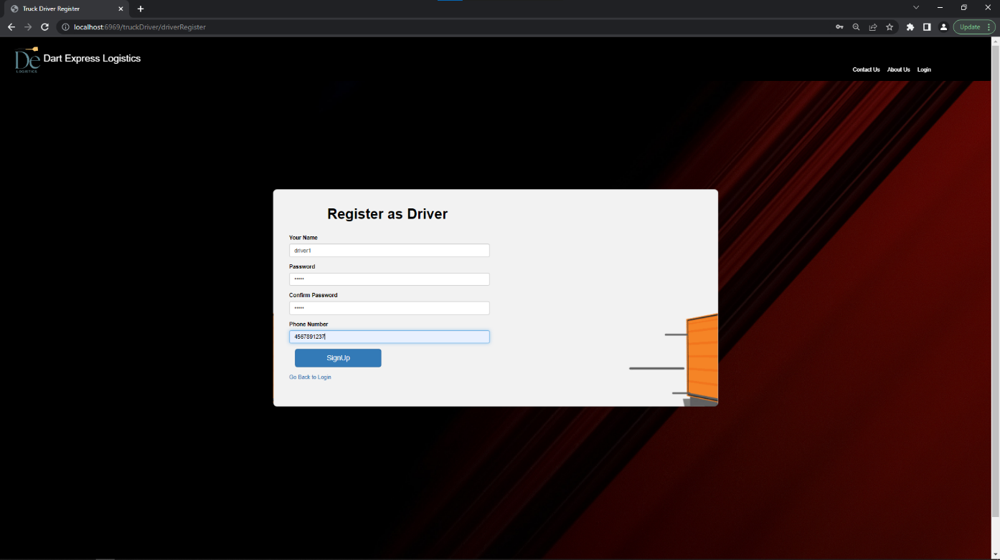 Truck Driver Register
localhost:6969/truckDriver/driverRegister
Update
De
LOGISTICS
Dart Express Logistics
Contact Us About Us Login
Register as Driver
Your Name
driver1
Password
•••••
Confirm Password
•••••
Phone Number
4567891237
SignUp
Go Back to Login